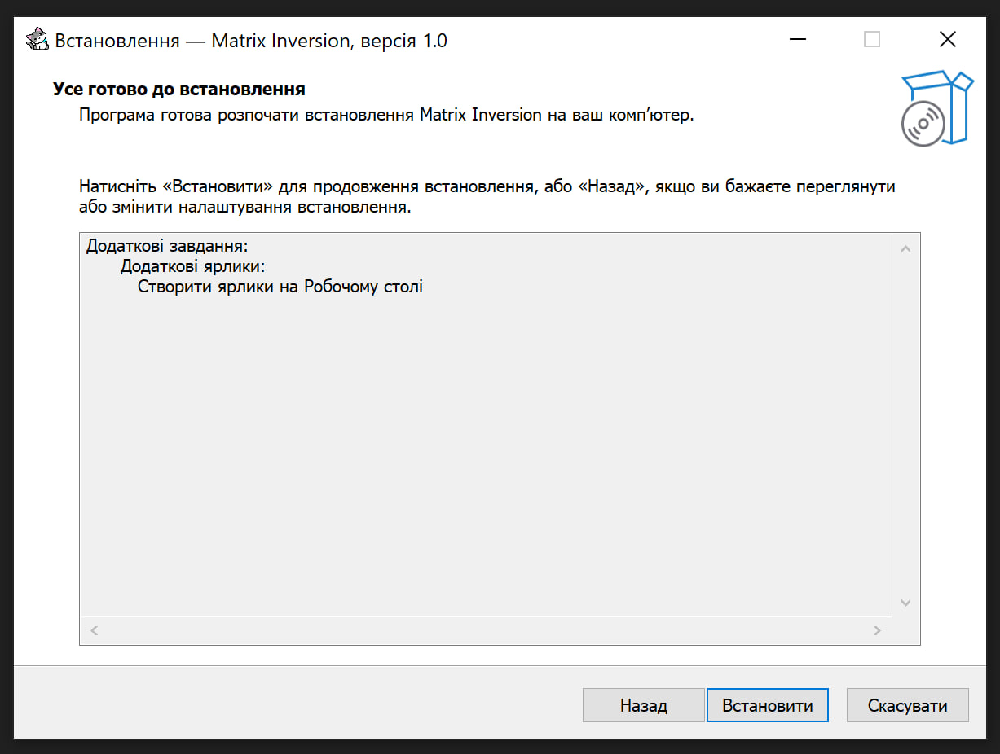 Встановлення — Matrix Inversion, версія 1.0
Усе готово до встановлення
Програма готова розпочати встановлення Matrix Inversion на ваш комп’ютер.
Натисніть «Встановити» для продовження встановлення, або «Назад», якщо ви бажаєте переглянути
або змінити налаштування встановлення.
Додаткові завдання:
Додаткові ярлики:
Створити ярлики на Робочому столі
Назад
Встановити
Скасувати